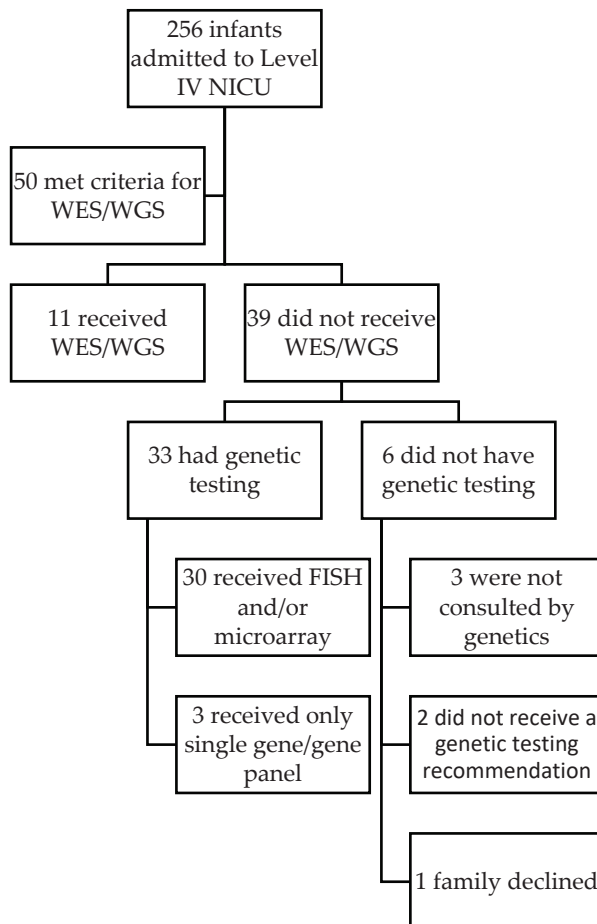 256 infants
admitted to Level
IV NICU
50 met criteria for
WES/WGS
11 received
WES/WGS
39 did not receive
WES/WGS
33 had genetic
testing
6 did not have
genetic testing
30 received FISH
and/or
microarray
3 were not
consulted by
genetics
3 received only
single gene/gene
panel
2 did not receive a
genetic testing
recommendation
1 family declined